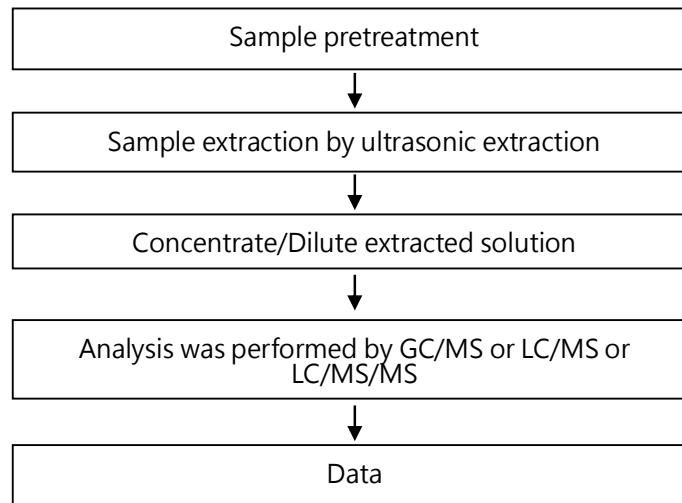 Sample pretreatment
Sample extraction by ultrasonic extraction
Concentrate/Dilute extracted solution
Analysis was performed by GC/MS or LC/MS or
LC/MS/MS
Data